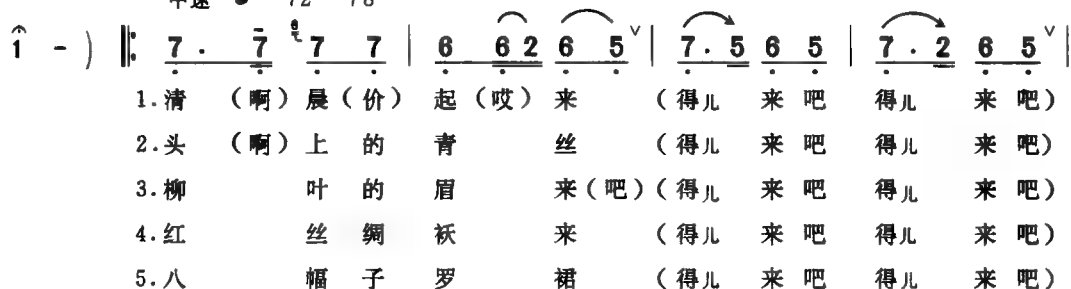 1 - ) 7 . 7 7 7 | 6 6 2 6 5 ∨ | 7 . 5 6 5 | 7 . 2 6 5 ∨ |
1.清 （啊）晨（价） 起（哎）来 （得儿 来 吧 得儿 来 吧）
2.头 （啊）上 的 青 丝 （得儿 来 吧 得儿 来 吧）
3.柳 叶 的 眉 来（吧）（得儿 来 吧 得儿 来 吧）
4.红 丝 绸 袄 来 （得儿 来 吧 得儿 来 吧）
5.八 幅 子 罗 裙 （得儿 来 吧 得儿 来 吧）